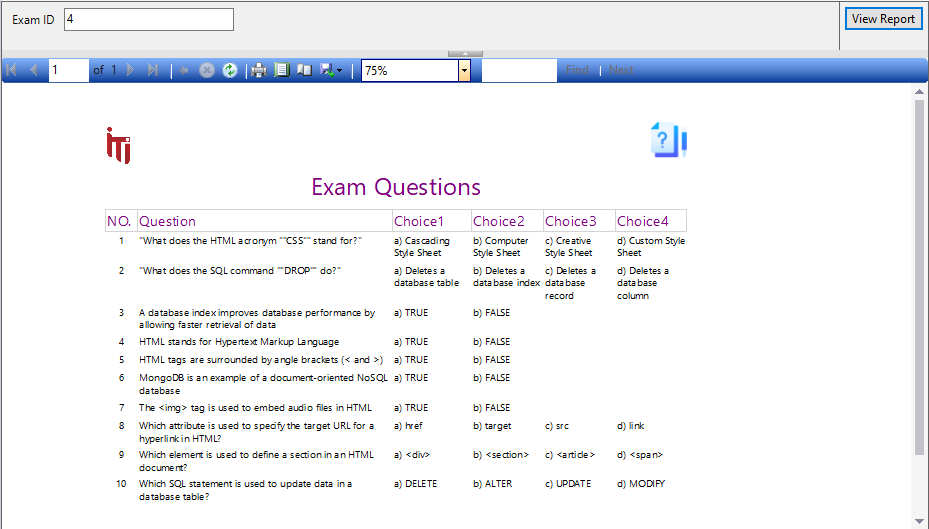 Exam ID 4 View Report
1 of 1 75% Find | Next
iTi
?
Exam Questions
NO. Question Choice1 Choice2 Choice3 Choice4
1 "What does the HTML acronym ""CSS"" stand for?" a) Cascading b) Computer c) Creative d) Custom Style
Style Sheet Style Sheet Style Sheet Sheet
2 "What does the SQL command ""DROP"" do?" a) Deletes a b) Deletes a c) Deletes a d) Deletes a
database table database index database database
record column
3 A database index improves database performance by a) TRUE b) FALSE
allowing faster retrieval of data
4 HTML stands for Hypertext Markup Language a) TRUE b) FALSE
5 HTML tags are surrounded by angle brackets (< and >) a) TRUE b) FALSE
6 MongoDB is an example of a document-oriented NoSQL a) TRUE b) FALSE
database
7 The <img> tag is used to embed audio files in HTML a) TRUE b) FALSE
8 Which attribute is used to specify the target URL for a a) href b) target c) src d) link
hyperlink in HTML?
9 Which element is used to define a section in an HTML a) <div> b) <section> c) <article> d) <span>
document?
10 Which SQL statement is used to update data in a a) DELETE b) ALTER c) UPDATE d) MODIFY
database table?